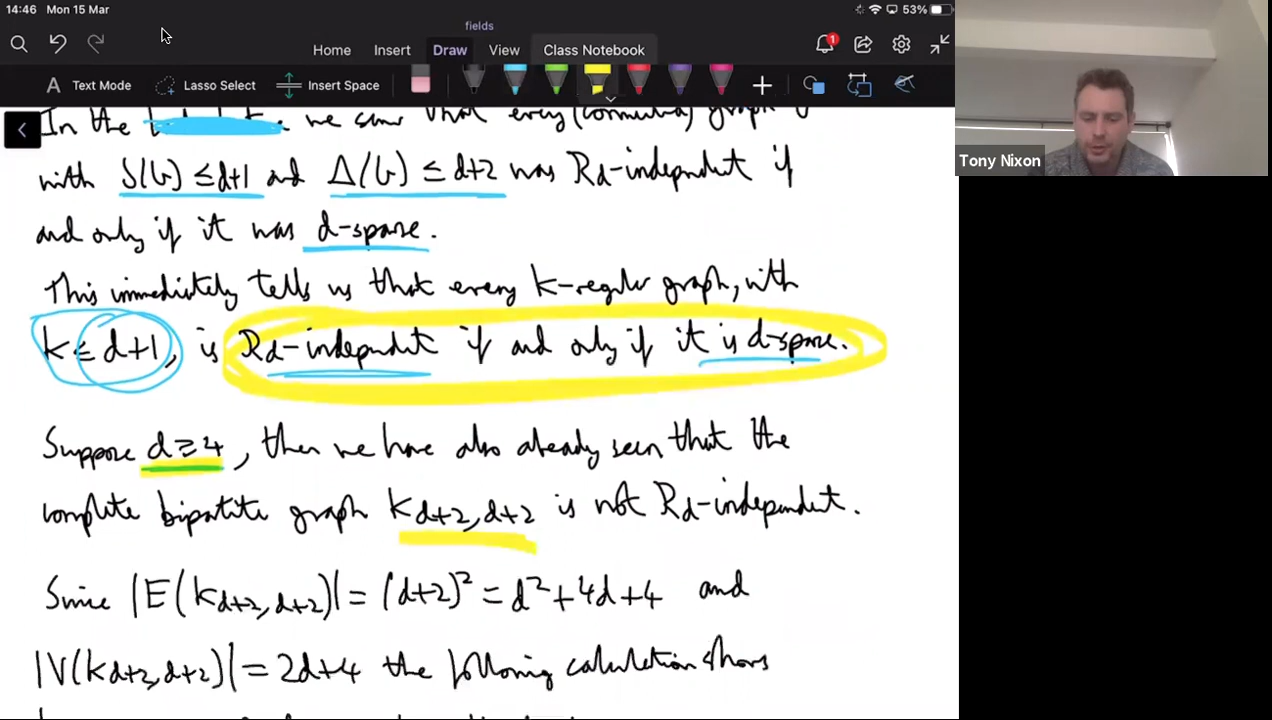 14:46 Mon 15 Mar
53%
fields
Home Insert Draw View Class Notebook
1
A Text Mode Lasso Select Insert Space
Tony Nixon
In the we saw that every (connected) graph G
with δ(G) ≤ d+1 and Δ(G) ≤ d+2 was Rd-independent if
and only if it was d-sparse.
This immediately tells us that every k-regular graph, with
k ≤ d+1, is Rd-independent if and only if it is d-sparse.
Suppose d ≥ 4, then we have also already seen that the
complete bipartite graph Kd+2,d+2 is not Rd-independent.
Since |E(Kd+2,d+2)| = (d+2)² = d²+4d+4 and
|V(Kd+2,d+2)| = 2d+4 the following calculation shows